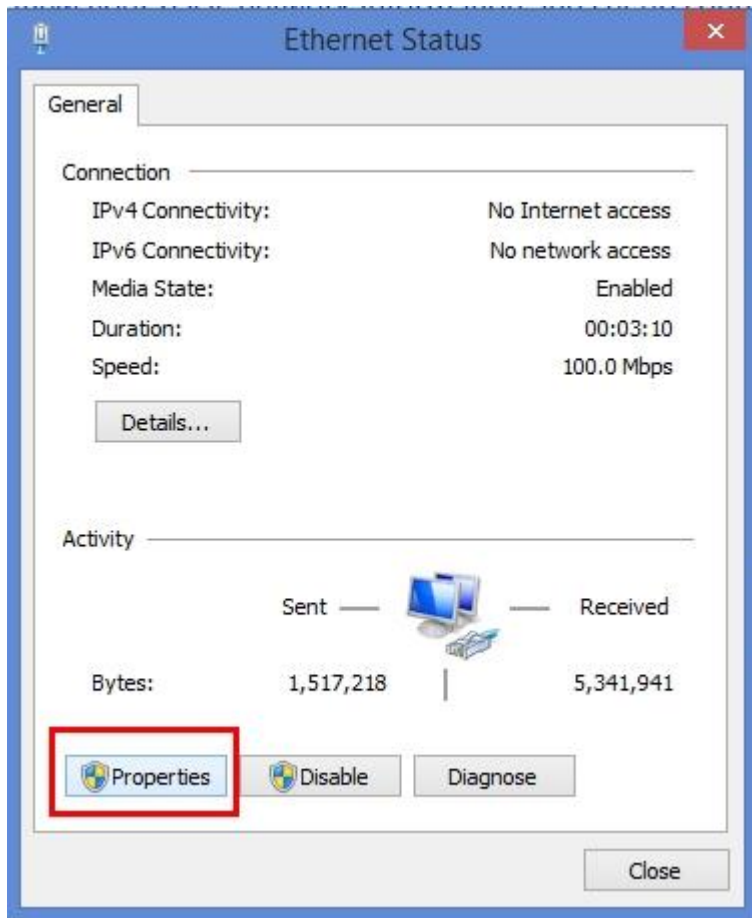 Ethernet Status
General
Connection
IPv4 Connectivity: No Internet access
IPv6 Connectivity: No network access
Media State: Enabled
Duration: 00:03:10
Speed: 100.0 Mbps
Details...
Activity
Sent Received
Bytes: 1,517,218 5,341,941
Properties Disable Diagnose
Close